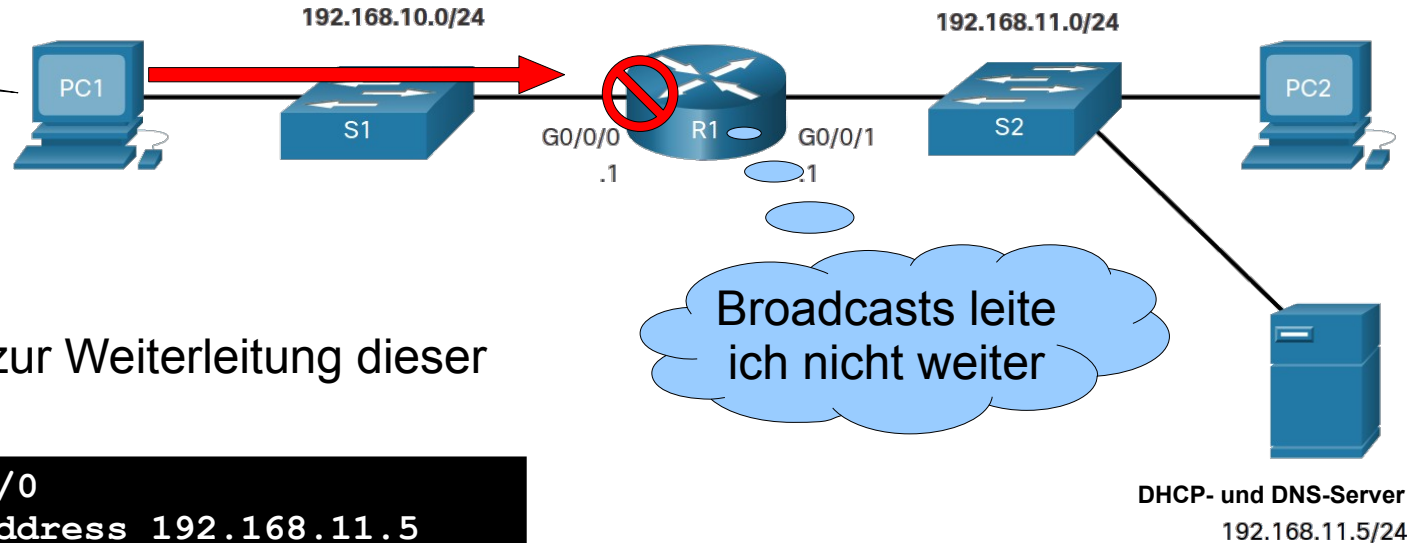 192.168.10.0/24
192.168.11.0/24
PC1
S1
R1
S2
PC2
G0/0/0
G0/0/1
.1
.1
Broadcasts leite
ich nicht weiter
zur Weiterleitung dieser
/0
ddress 192.168.11.5
DHCP- und DNS-Server
192.168.11.5/24